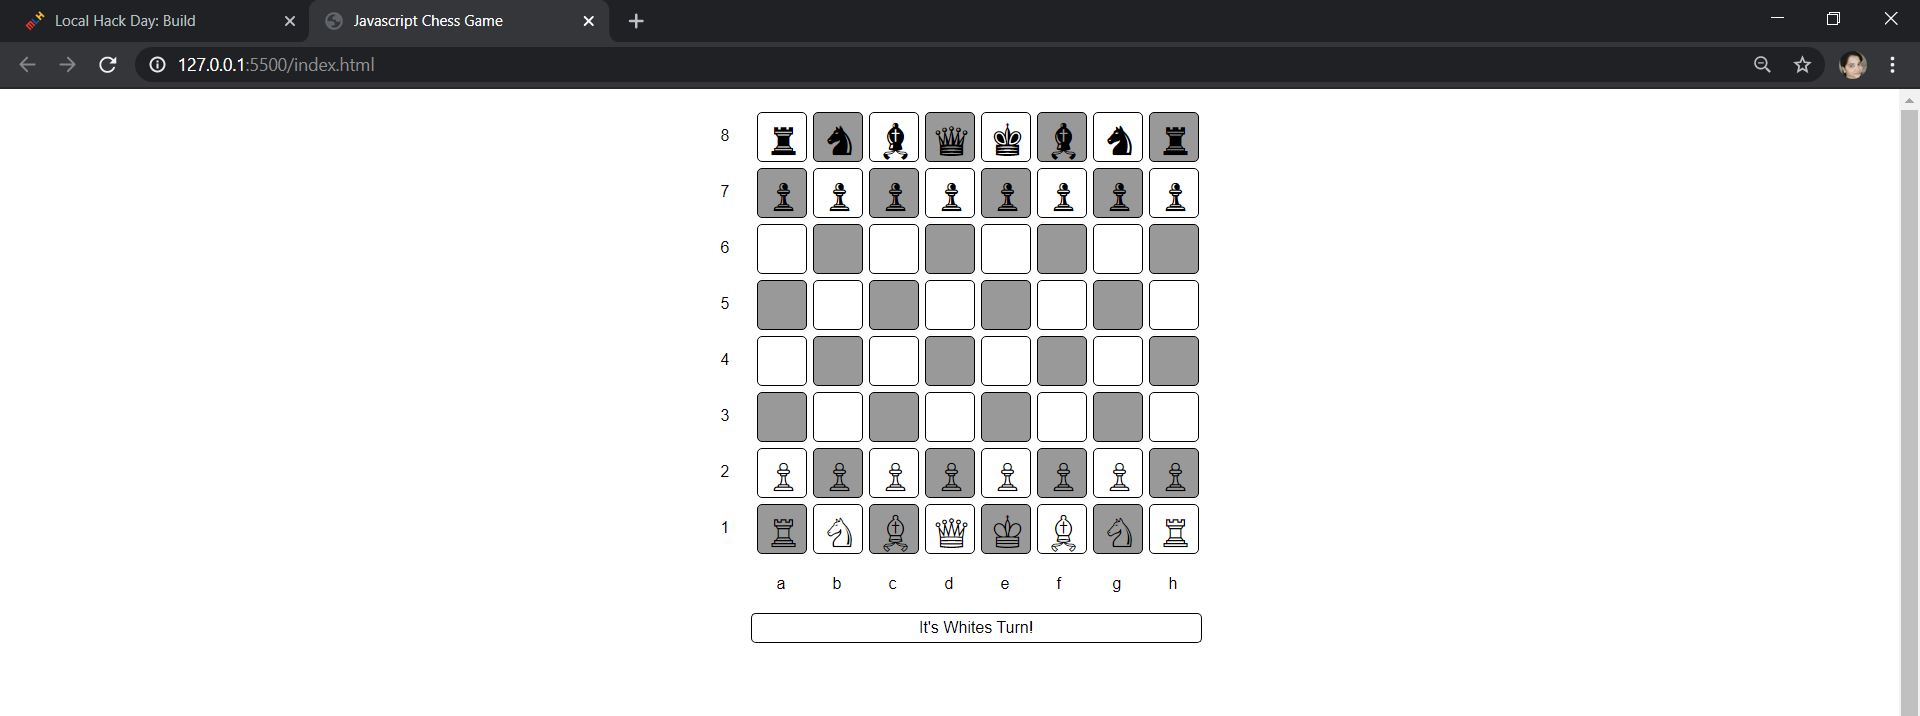 Local Hack Day: Build
Javascript Chess Game
127.0.0.1:5500/index.html
8
7
6
5
4
3
2
1
a b c d e f g h
It's Whites Turn!